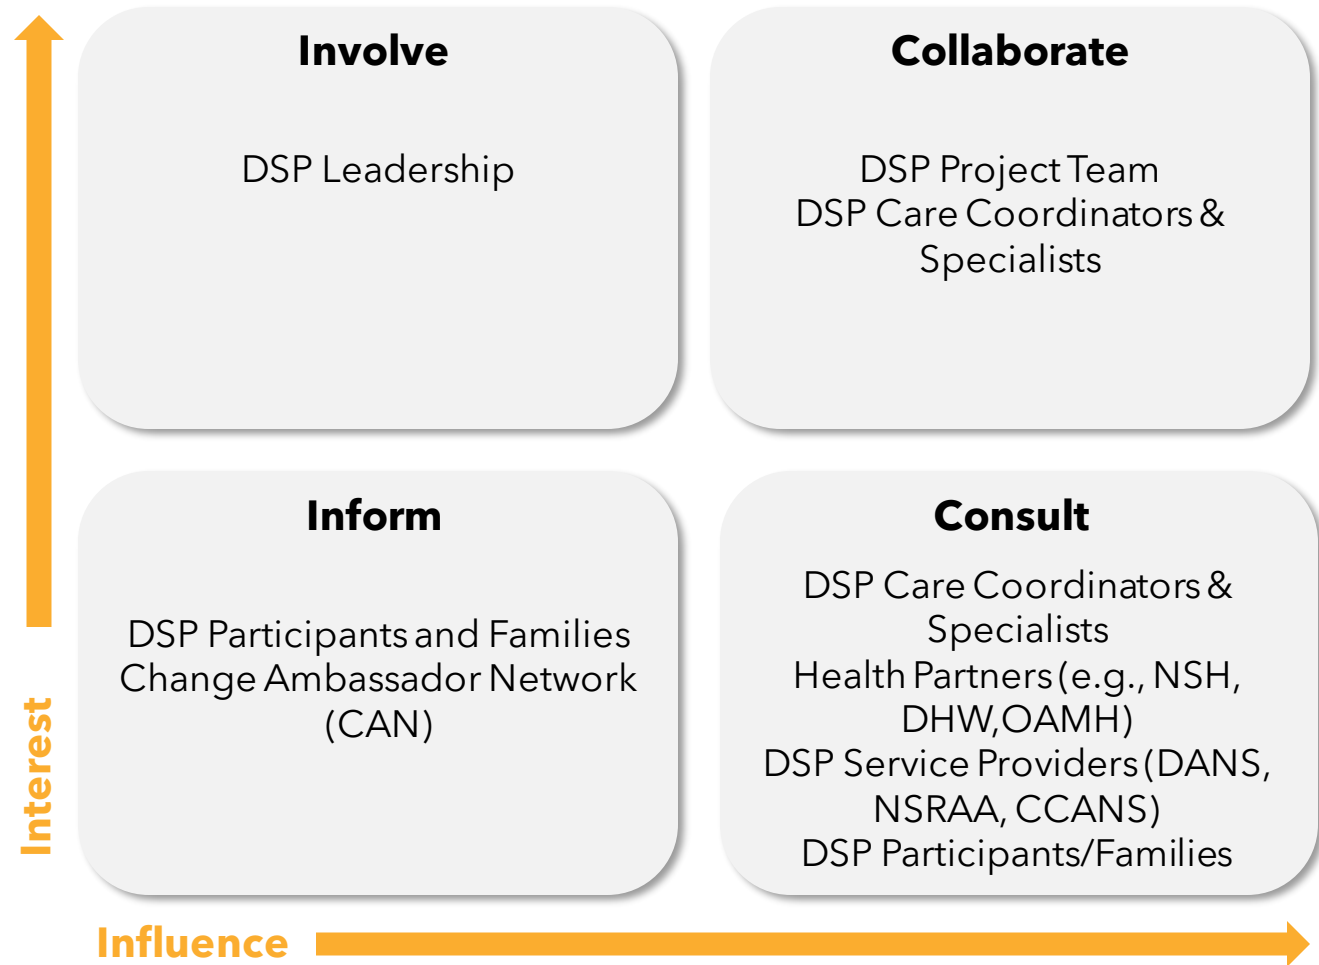 Involve
DSP Leadership
Collaborate
DSP Project Team
DSP Care Coordinators &
Specialists
Inform
DSP Participants and Families
Change Ambassador Network
(CAN)
Consult
DSP Care Coordinators &
Specialists
Health Partners (e.g., NSH,
DHW,OAMH)
DSP Service Providers (DANS,
NSRAA, CCANS)
DSP Participants/Families
Interest
Influence